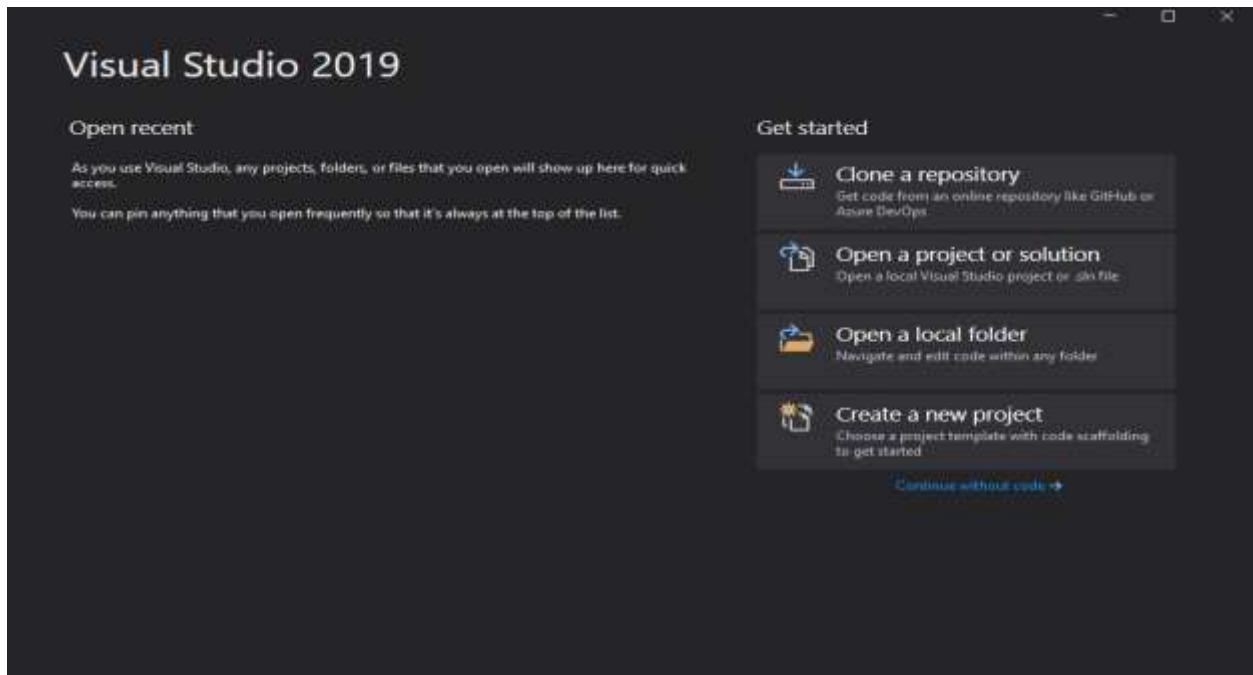 Visual Studio 2019
Open recent
As you use Visual Studio, any projects, folders, or files that you open will show up here for quick
access.
You can pin anything that you open frequently so that it's always at the top of the list.
Get started
Clone a repository
Get code from an online repository like GitHub or
Azure DevOps
Open a project or solution
Open a local Visual Studio project or .sln file
Open a local folder
Navigate and edit code within any folder
Create a new project
Choose a project template with code scaffolding
to get started
Continue without code →